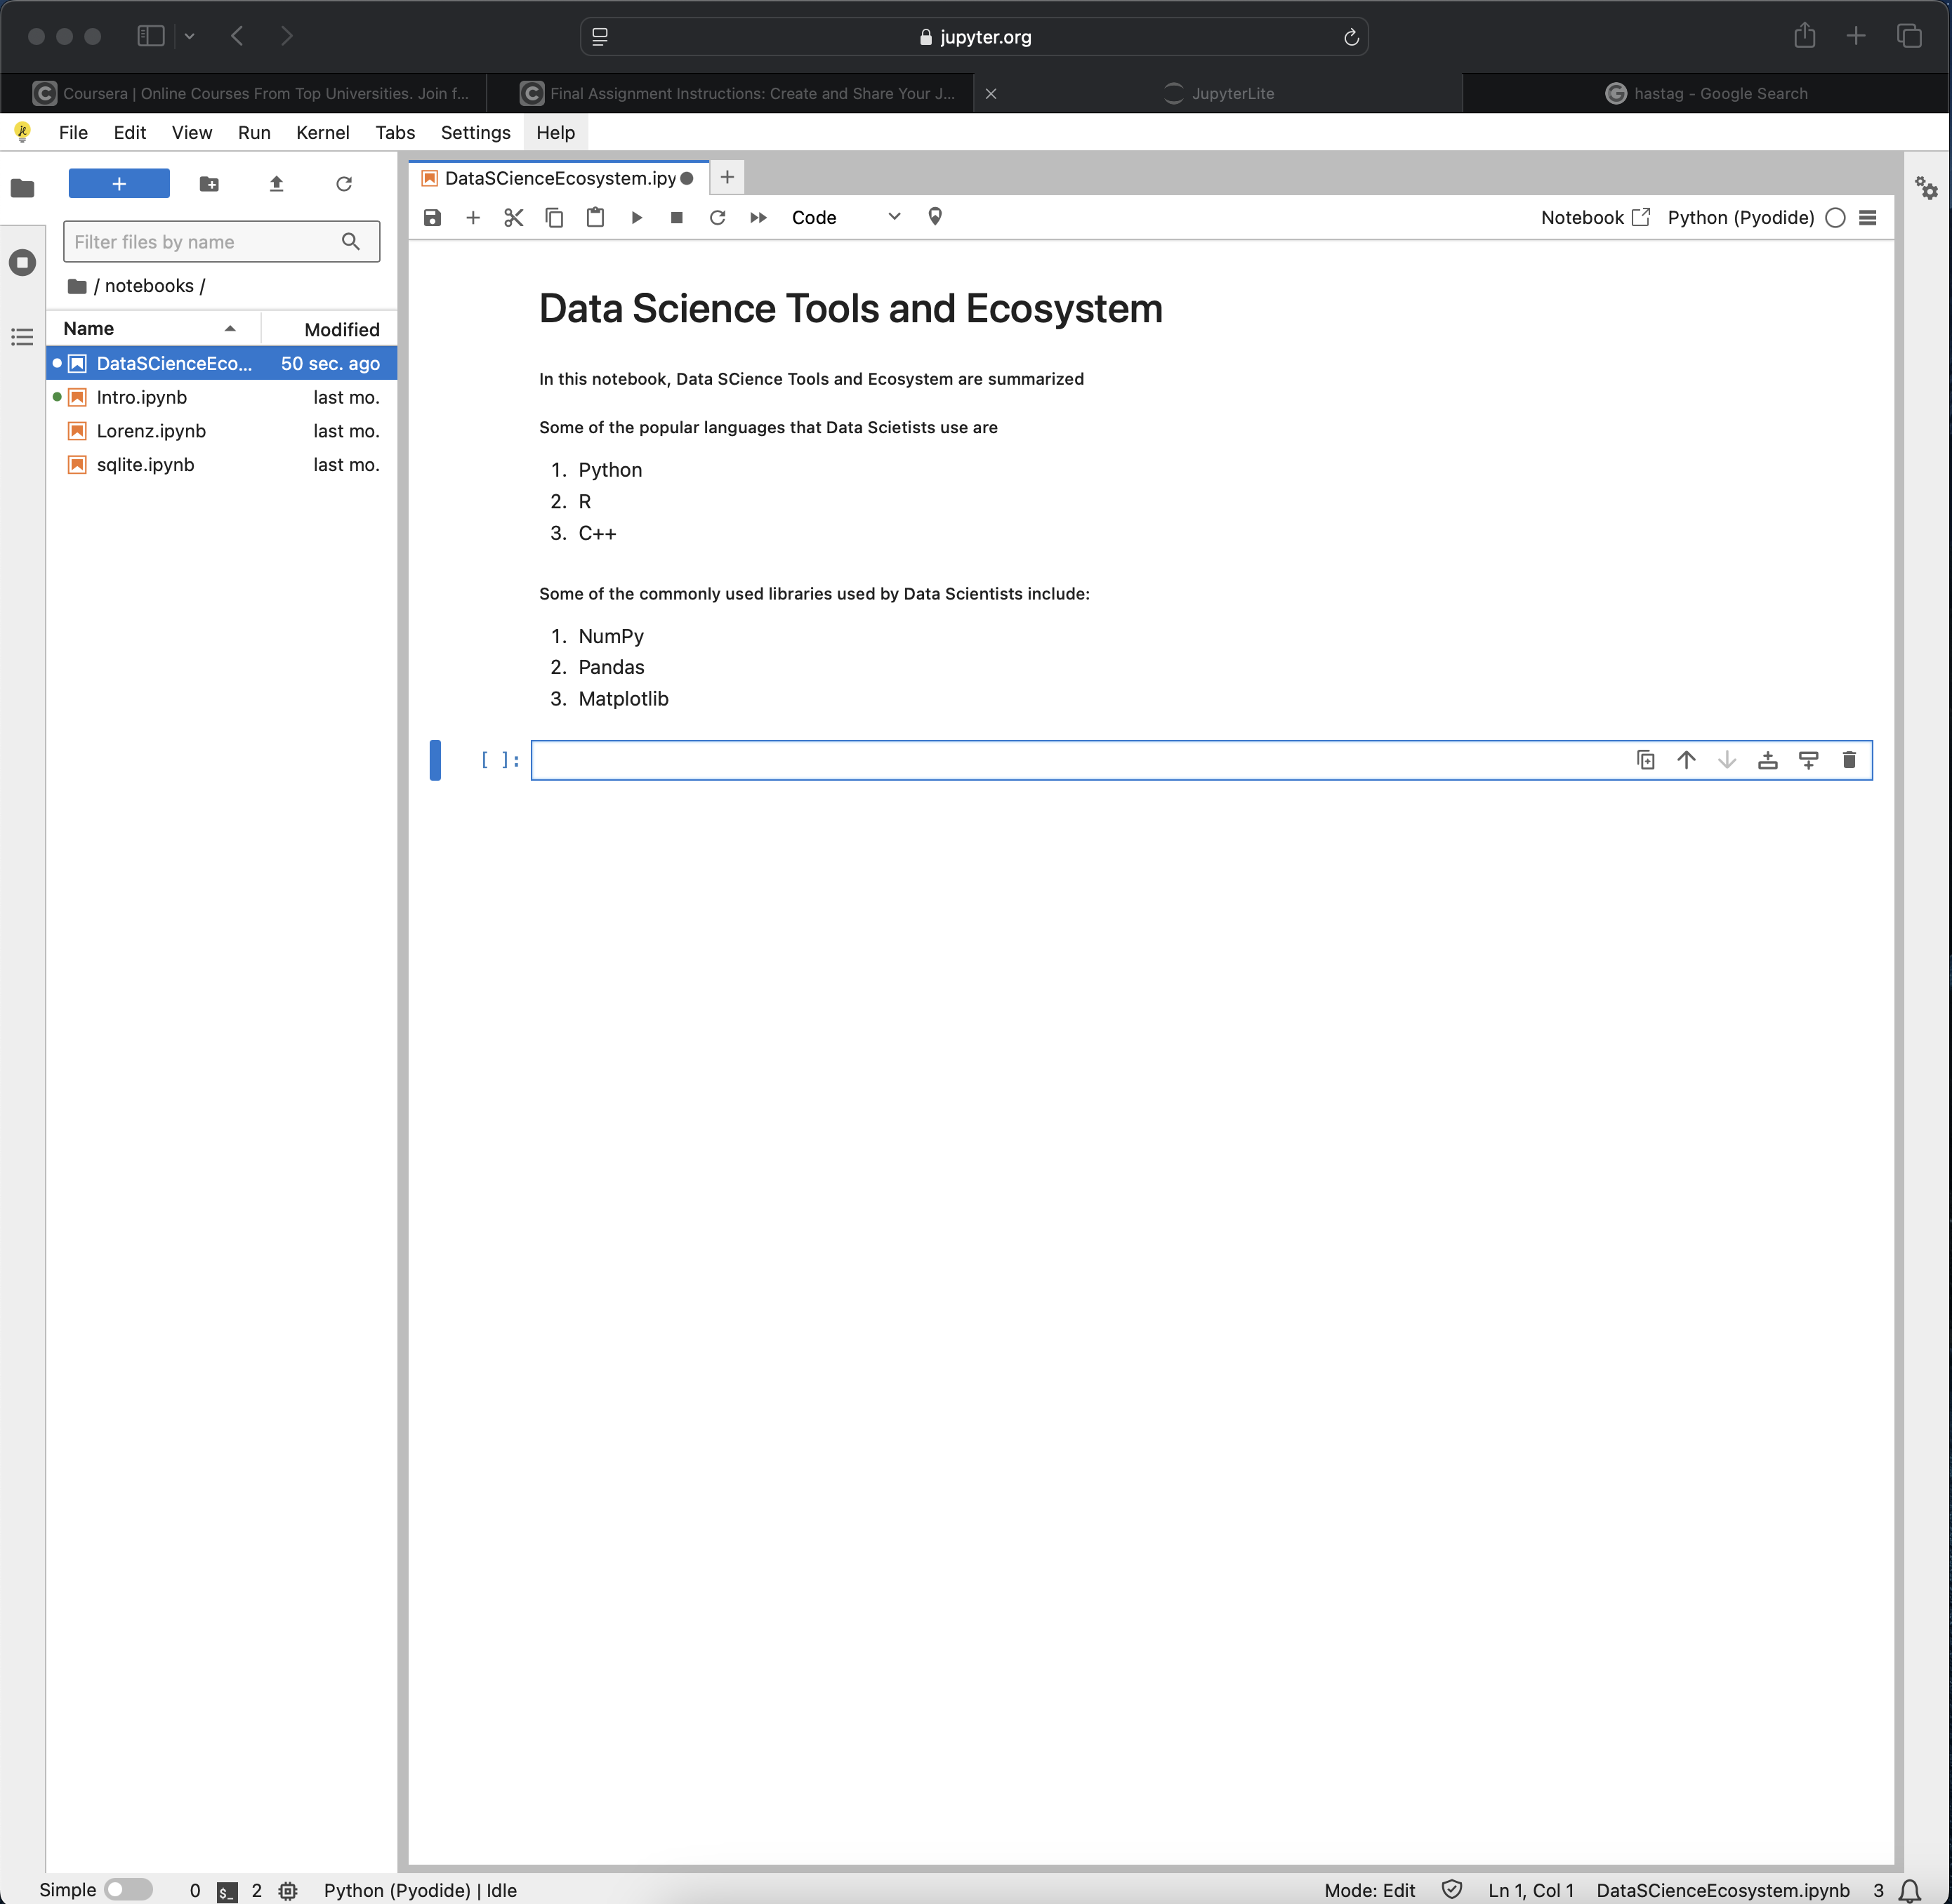 jupyter.org
Coursera | Online Courses From Top Universities. Join f...
Final Assignment Instructions: Create and Share Your J...
JupyterLite
hastag - Google Search
File Edit View Run Kernel Tabs Settings Help
Filter files by name
/ notebooks /
Name Modified
DataSCienceEco... 50 sec. ago
Intro.ipynb last mo.
Lorenz.ipynb last mo.
sqlite.ipynb last mo.
DataSCienceEcosystem.ipy
Code
Notebook
Python (Pyodide)
Data Science Tools and Ecosystem
In this notebook, Data SCience Tools and Ecosystem are summarized
Some of the popular languages that Data Scietists use are
1. Python
2. R
3. C++
Some of the commonly used libraries used by Data Scientists include:
1. NumPy
2. Pandas
3. Matplotlib
[ ]:
Simple 0 $_ 2 Python (Pyodide) | Idle Mode: Edit Ln 1, Col 1 DataSCienceEcosystem.ipynb 3